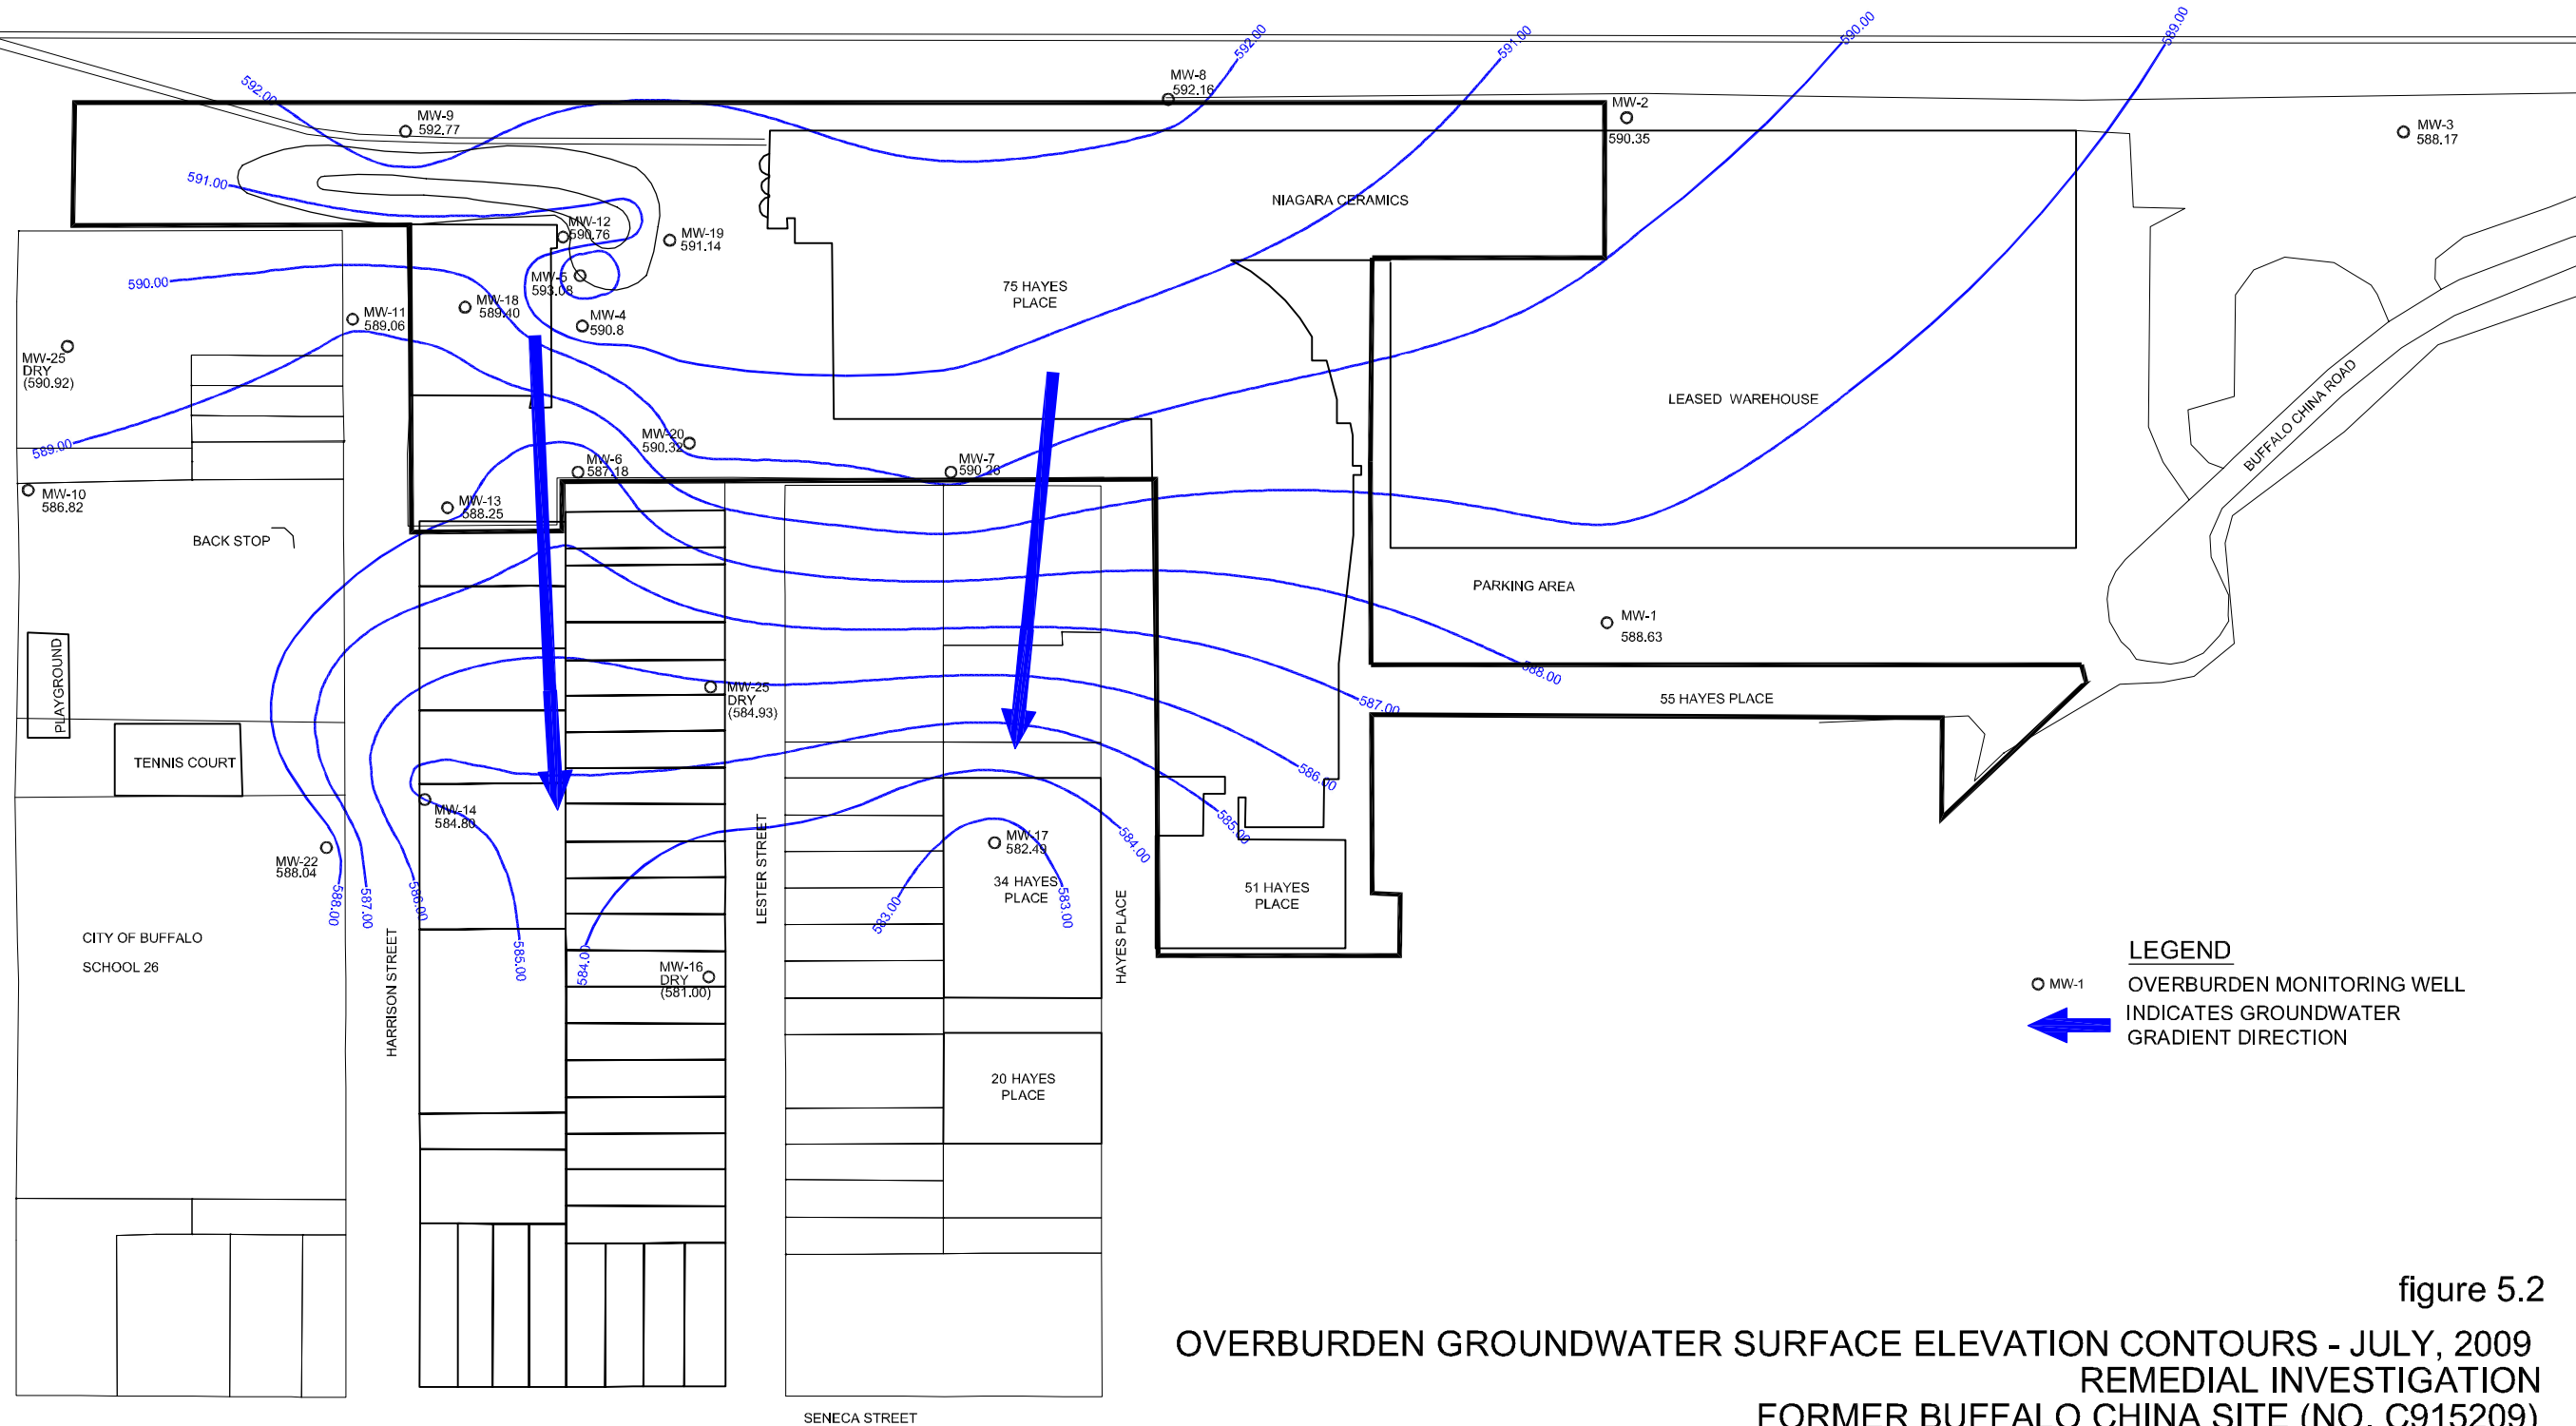 592.00
591.00
590.00
589.00
592.00
MW-8
592.16
MW-2
590.35
MW-9
592.77
MW-3
588.17
591.00
NIAGARA CERAMICS
MW-12
590.76
MW-19
591.14
590.00
MW-5
593.08
75 HAYES
PLACE
MW-18
589.40
MW-11
589.06
MW-4
590.8
MW-25
DRY
(590.92)
LEASED WAREHOUSE
BUFFALO CHINA ROAD
589.00
MW-20
590.32
MW-6
587.18
MW-7
590.26
MW-10
586.82
MW-13
588.25
BACK STOP
PARKING AREA
MW-1
588.63
PLAYGROUND
588.00
MW-25
DRY
(584.93)
587.00
55 HAYES PLACE
TENNIS COURT
586.00
MW-14
584.80
585.00
584.00
MW-17
582.49
MW-22
588.04
LESTER STREET
34 HAYES
PLACE
51 HAYES
PLACE
588.00
587.00
586.00
583.00
583.00
HAYES PLACE
CITY OF BUFFALO
SCHOOL 26
HARRISON STREET
585.00
584.00
MW-16
DRY
(581.00)
LEGEND
MW-1 OVERBURDEN MONITORING WELL
INDICATES GROUNDWATER
GRADIENT DIRECTION
20 HAYES
PLACE
figure 5.2
OVERBURDEN GROUNDWATER SURFACE ELEVATION CONTOURS - JULY, 2009
REMEDIAL INVESTIGATION
FORMER BUFFALO CHINA SITE (NO. C915209)
SENECA STREET